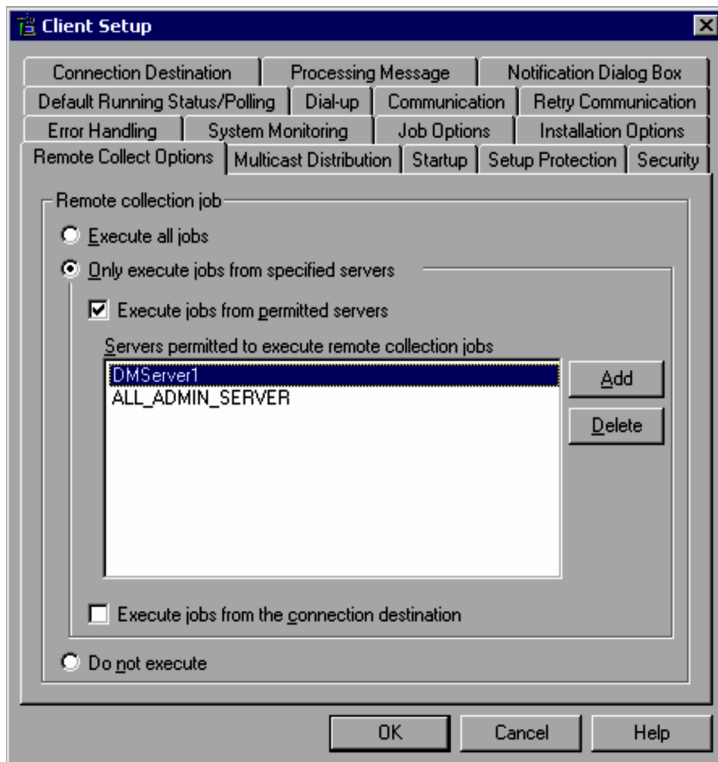 Client Setup
Connection Destination Processing Message Notification Dialog Box
Default Running Status/Polling Dial-up Communication Retry Communication
Error Handling System Monitoring Job Options Installation Options
Remote Collect Options Multicast Distribution Startup Setup Protection Security
Remote collection job
Execute all jobs
Only execute jobs from specified servers
Execute jobs from permitted servers
Servers permitted to execute remote collection jobs
DMServer1
ALL_ADMIN_SERVER
Add
Delete
Execute jobs from the connection destination
Do not execute
OK Cancel Help